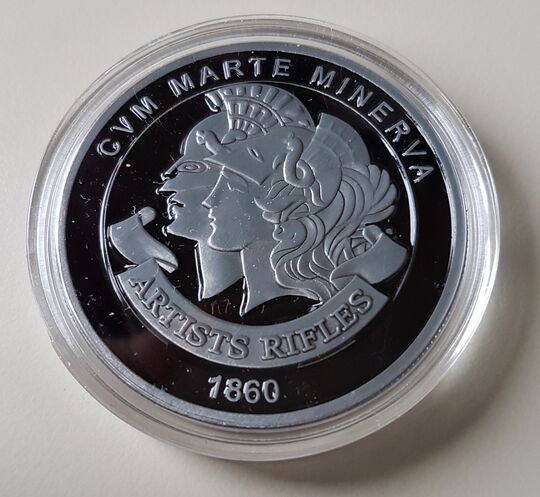 CVM MARTE MINERVA
ARTISTS RIFLES
1860